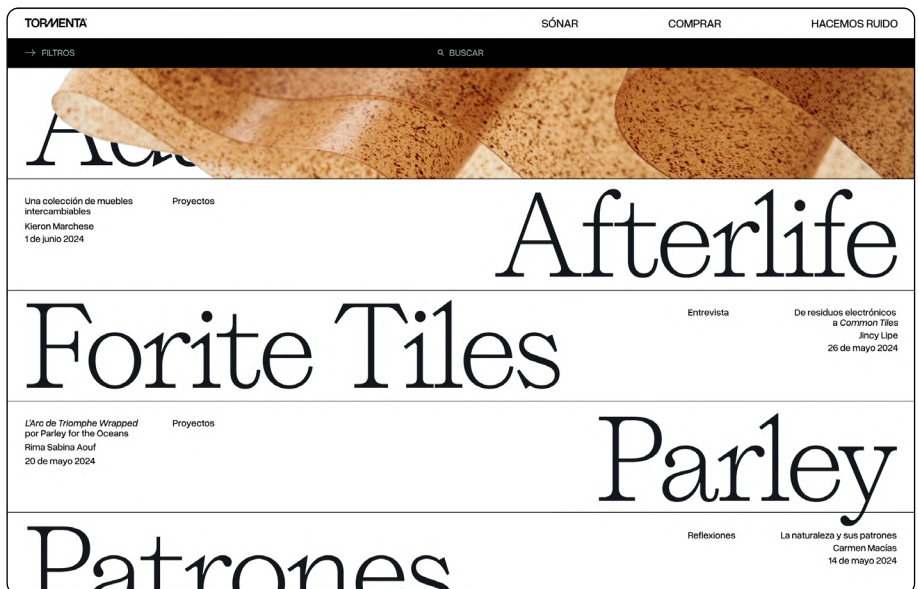 TORMENTA
SÓNAR
COMPRAR
HACEMOS RUIDO
→ FILTROS
BUSCAR
Una colección de muebles
intercambiables
Proyectos
Kieron Marchese
1 de junio 2024
Afterlife
Forite Tiles
Entrevista
De residuos electrónicos
a Common Tiles
Jincy Lipe
26 de mayo 2024
L'Arc de Triomphe Wrapped
por Parley for the Oceans
Proyectos
Rima Sabina Aouf
20 de mayo 2024
Parley
Patrones
Reflexiones
La naturaleza y sus patrones
Carmen Macías
14 de mayo 2024